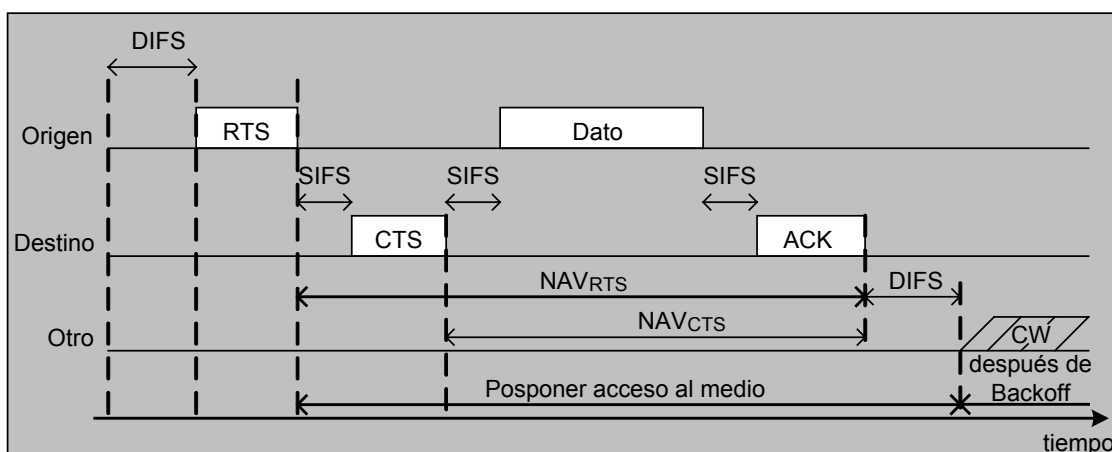 DIFS
Origen
RTS
Dato
SIFS
SIFS
SIFS
Destino
CTS
ACK
NAVRTS
DIFS
NAVCTS
Otro
CW
después de
Backoff
Posponer acceso al medio
tiempo